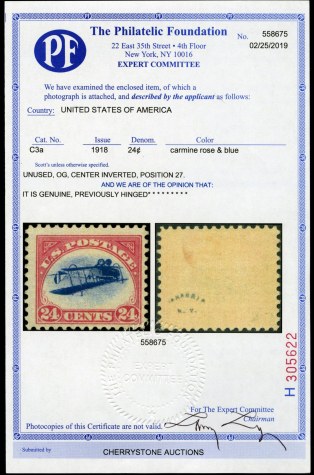 PF
The Philatelic Foundation
22 East 35th Street • 4th Floor
New York, NY 10016
EXPERT COMMITTEE
No. 558675
02/25/2019
We have examined the enclosed item, of which a
photograph is attached, and described by the applicant as follows:
Country: UNITED STATES OF AMERICA
Cat. No. Issue Denom. Color
C3a 1918 24¢ carmine rose & blue
Scott's unless otherwise specified.
UNUSED, OG, CENTER INVERTED, POSITION 27.
AND WE ARE OF THE OPINION THAT:
IT IS GENUINE, PREVIOUSLY HINGED* * * * * * * * *
U.S. POSTAGE
24 CENTS 24
N. Y.
558675
EXPERT
COMMITTEE
H 305622
For The Expert Committee
Chairman
Photocopies of this Certificate are not valid.
Submitted by CHERRYSTONE AUCTIONS